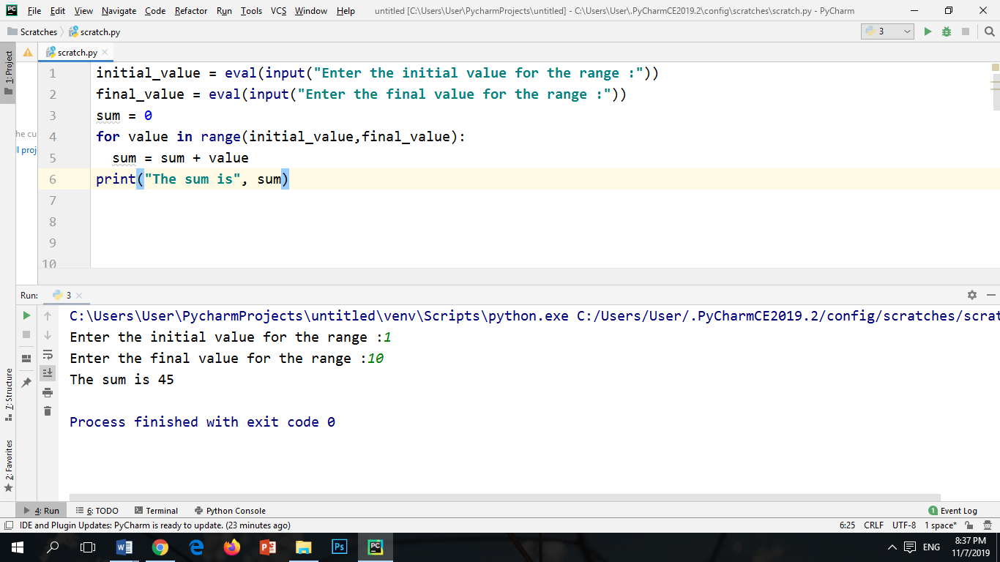 PC File Edit View Navigate Code Refactor Run Tools VCS Window Help untitled [C:\Users\User\PycharmProjects\untitled] - C:\Users\User\.PyCharmCE2019.2\config\scratches\scratch.py - PyCharm
Scratches scratch.py 3
1: Project
scratch.py
he cu
ll proj
1 initial_value = eval(input("Enter the initial value for the range :"))
2 final_value = eval(input("Enter the final value for the range :"))
3 sum = 0
4 for value in range(initial_value,final_value):
5 sum = sum + value
6 print("The sum is", sum)
7
8
9
10
Run: 3
C:\Users\User\PycharmProjects\untitled\venv\Scripts\python.exe C:/Users/User/.PyCharmCE2019.2/config/scratches/scrat
Enter the initial value for the range :1
Enter the final value for the range :10
The sum is 45
Process finished with exit code 0
7: Structure
2: Favorites
4: Run 6: TODO Terminal Python Console 1 Event Log
IDE and Plugin Updates: PyCharm is ready to update. (23 minutes ago) 6:25 CRLF UTF-8 1 space*
W P Ps PC ENG 8:37 PM
11/7/2019